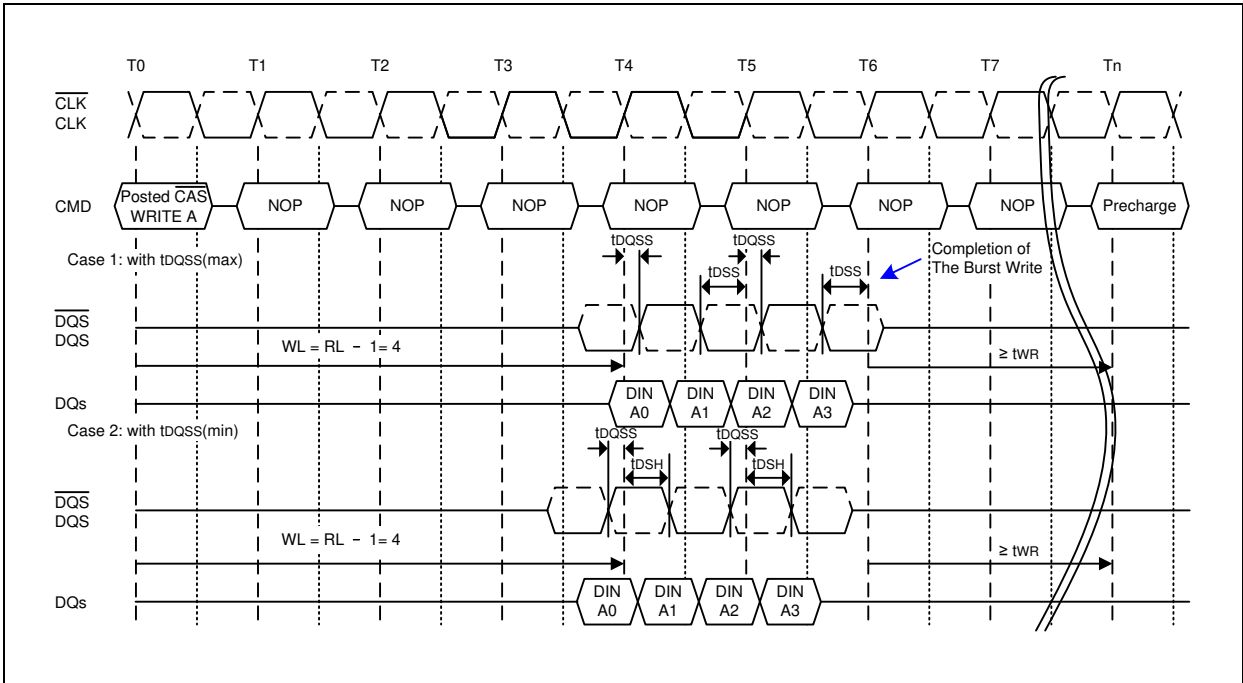 T0 T1 T2 T3 T4 T5 T6 T7 Tn
CLK
CLK
CMD
Posted CAS
WRITE A
NOP NOP NOP NOP NOP NOP NOP Precharge
Case 1: with tDQSS(max)
tDQSS tDQSS
tDSS tDSS
Completion of
The Burst Write
DQS
DQS
WL = RL − 1= 4
≥ tWR
DQs
DIN
A0
DIN
A1
DIN
A2
DIN
A3
Case 2: with tDQSS(min)
tDQSS tDQSS
tDSH tDSH
DQS
DQS
WL = RL − 1= 4
≥ tWR
DQs
DIN
A0
DIN
A1
DIN
A2
DIN
A3